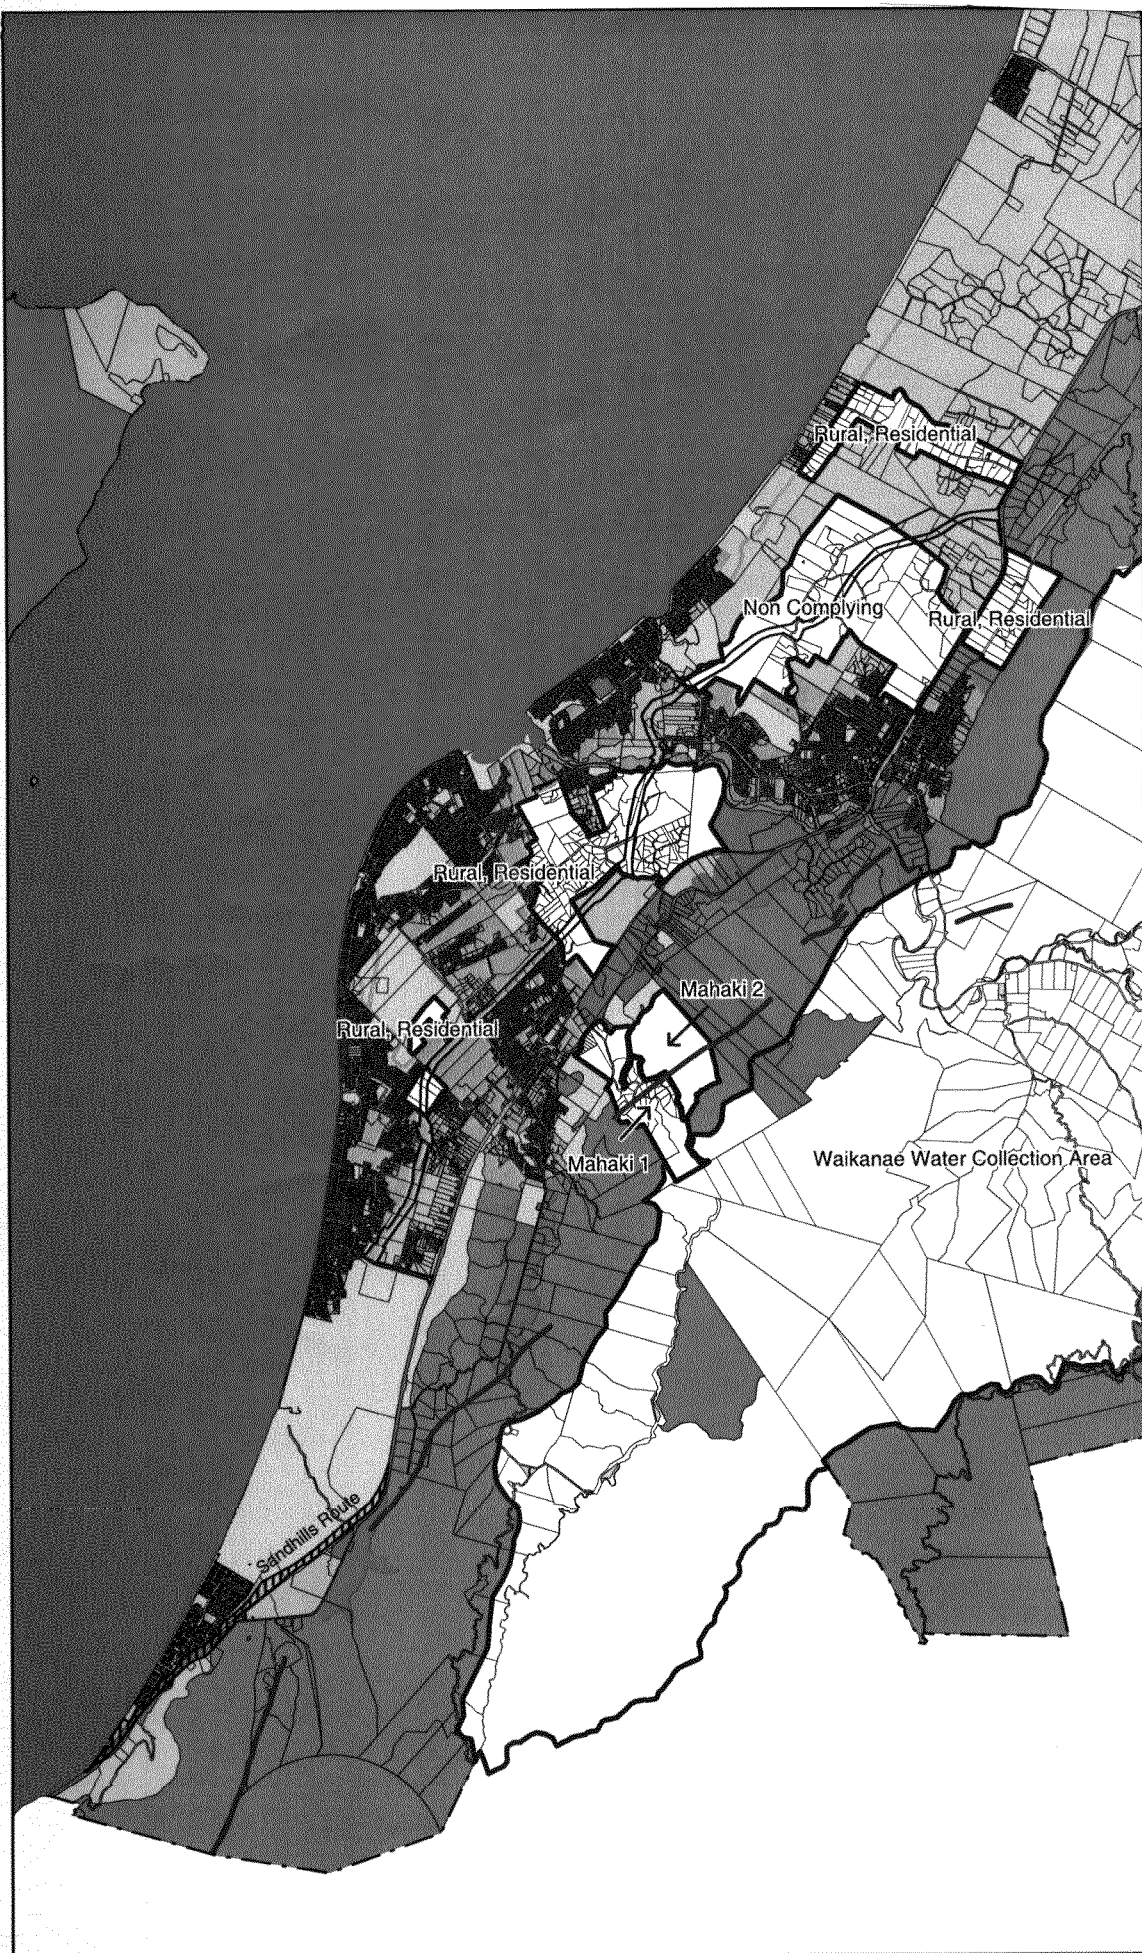 Rural, Residential
Non Complying
Rural, Residential
Rural, Residential
Mahaki 2
Rural, Residential
Mahaki 1
Waikanae Water Collection Area
Sandhills Route